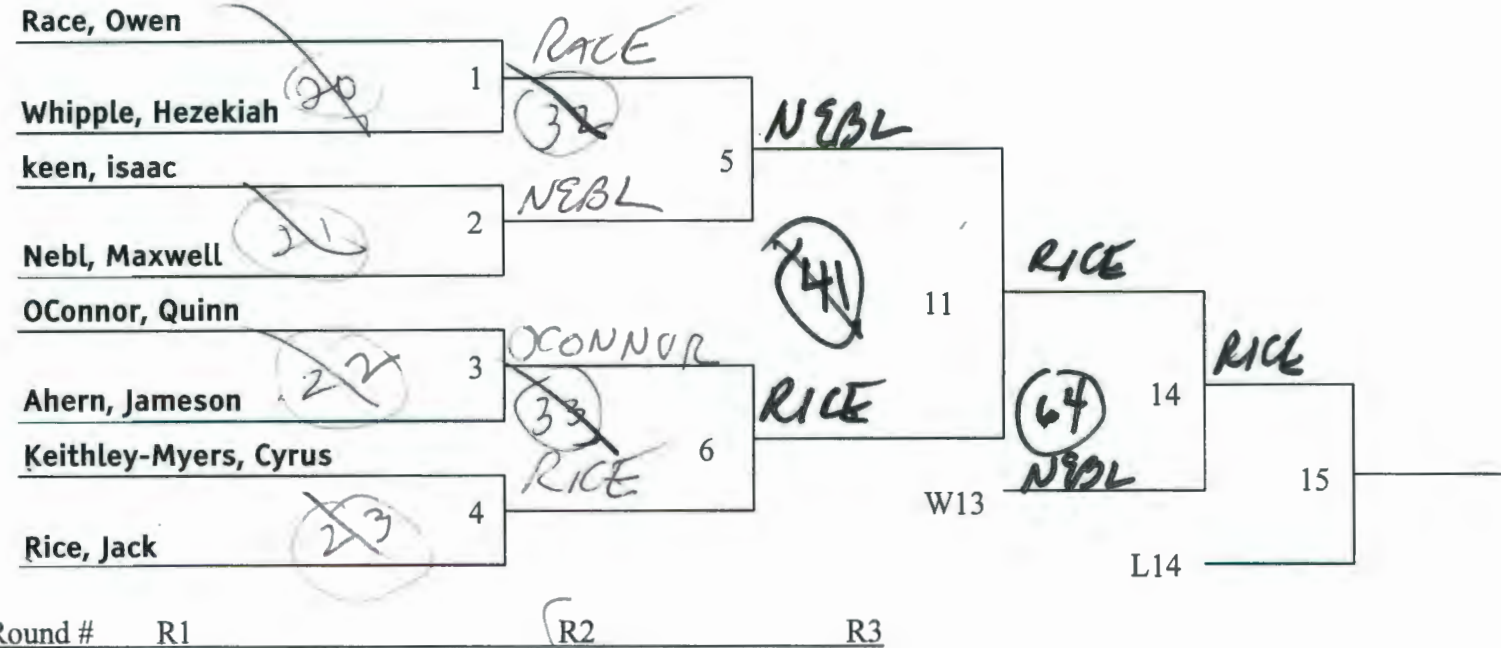 Race, Owen
RACE
20
1
Whipple, Hezekiah
32
NEBL
keen, isaac
5
NEBL
21
2
Nebl, Maxwell
RICE
OConnor, Quinn
41
11
OCONNUR
22
3
RICE
Ahern, Jameson
33
RICE
64
14
Keithley-Myers, Cyrus
RICE
6
NEBL
15
23
4
W13
Rice, Jack
L14
Round # R1 R2 R3